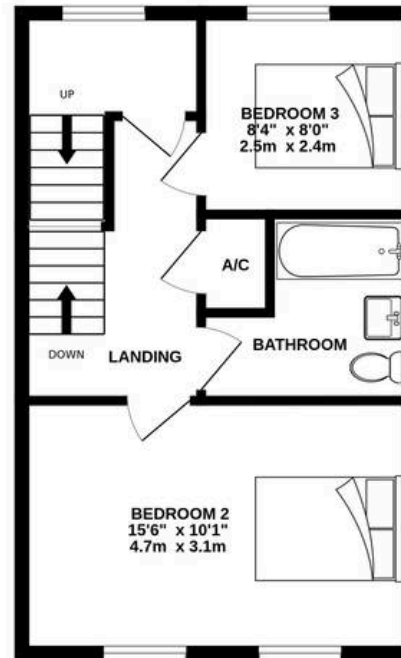 UP
BEDROOM 3
8'4" x 8'0"
2.5m x 2.4m
A/C
DOWN
LANDING
BATHROOM
BEDROOM 2
15'6" x 10'1"
4.7m x 3.1m